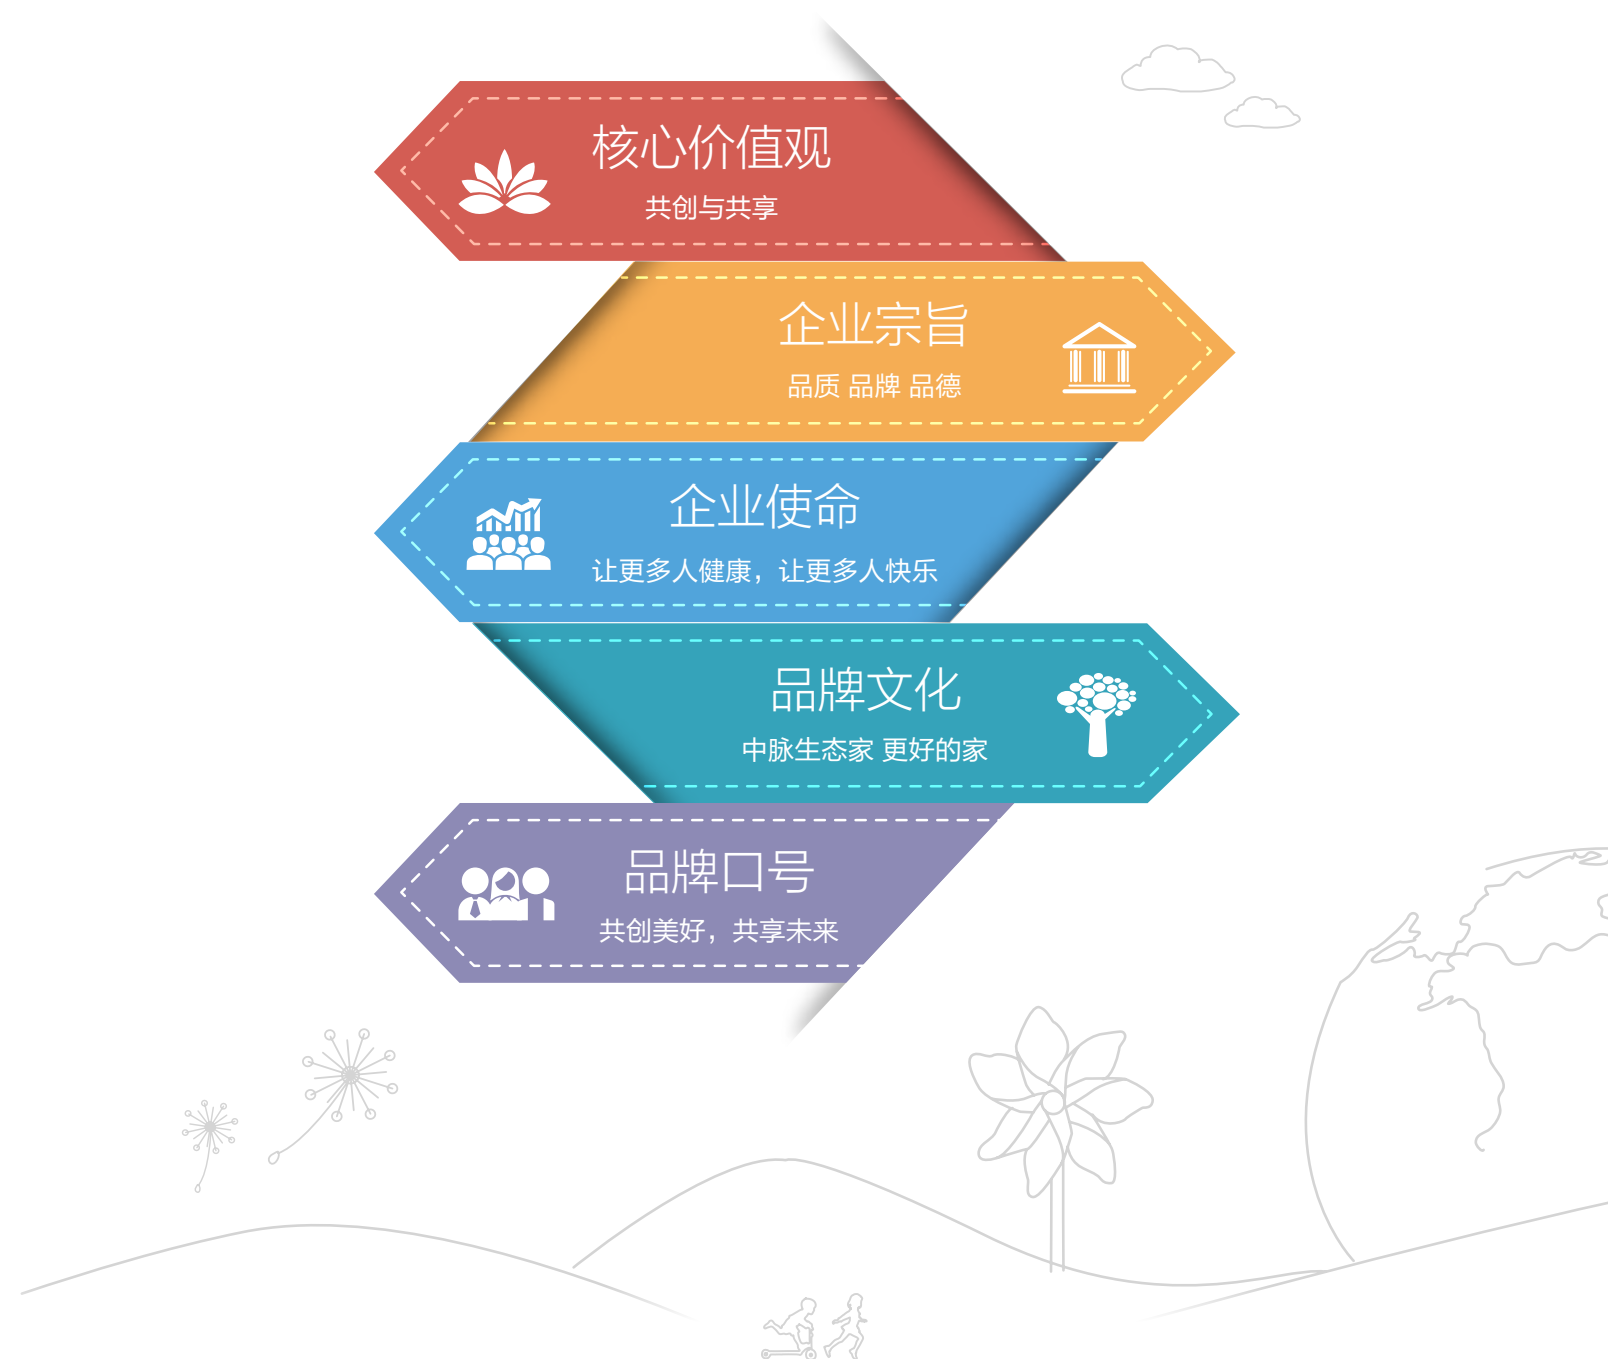 核心价值观
共创与共享
企业宗旨
品质 品牌 品德
企业使命
让更多人健康，让更多人快乐
品牌文化
中脉生态家 更好的家
品牌口号
共创美好，共享未来